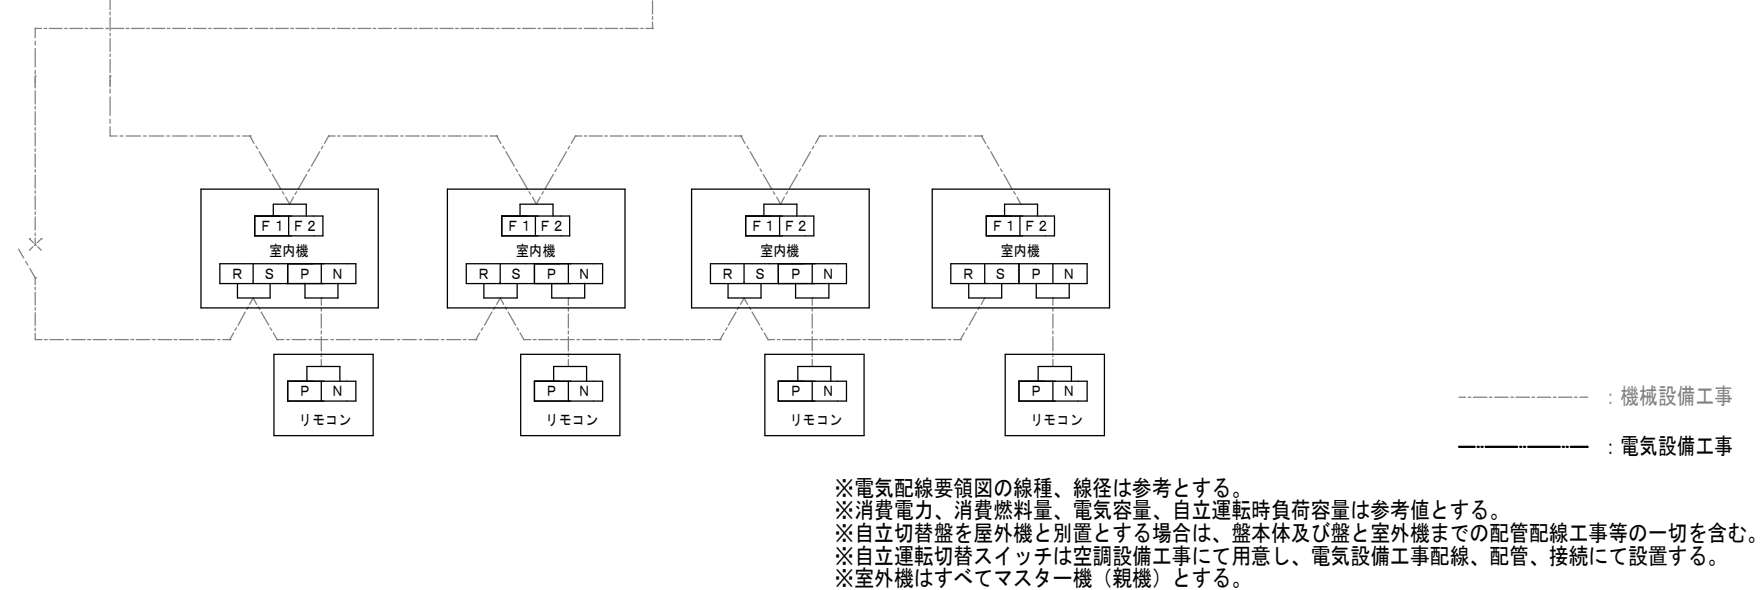 F1 F2 F1 F2 F1 F2 F1 F2
室内機 室内機 室内機 室内機
R S P N R S P N R S P N R S P N
P N P N P N P N
リモコン リモコン リモコン リモコン
：機械設備工事
：電気設備工事
※電気配線要領図の線種、線径は参考とする。
※消費電力、消費燃料量、電気容量、自立運転時負荷容量は参考値とする。
※自立切替盤を屋外機と別置とする場合は、盤本体及び盤と室外機までの配管配線工事等の一切を含む。
※自立運転切替スイッチは空調設備工事にて用意し、電気設備工事配線、配管、接続にて設置する。
※室外機はすべてマスター機（親機）とする。